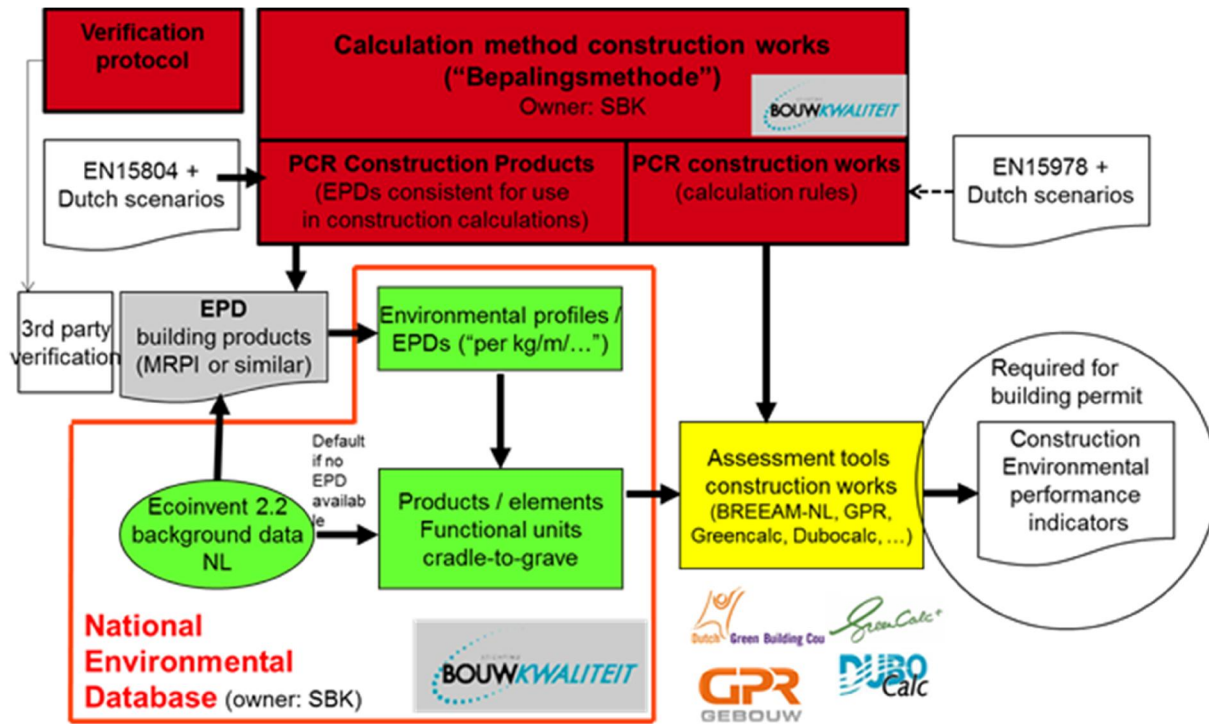 Verification
protocol
Calculation method construction works
(“Bepalingsmethode”)
Owner: SBK
STICHTING
BOUWKWALITEIT
EN15804 +
Dutch scenarios
PCR Construction Products
(EPDs consistent for use
in construction calculations)
PCR construction works
(calculation rules)
EN15978 +
Dutch scenarios
3rd party
verification
EPD
building products
(MRPI or similar)
Environmental profiles /
EPDs (“per kg/m/…”)
Required for
building permit
Construction
Environmental
performance
indicators
Default
if no
EPD
availab
le
Ecoinvent 2.2
background data
NL
Products / elements
Functional units
cradle-to-grave
Assessment tools
construction works
(BREEAM-NL, GPR,
Greencalc, Dubocalc, …)
National
Environmental
Database (owner: SBK)
STICHTING
BOUWKWALITEIT
Dutch Green Building Cou
GreenCalc+
GPR
GEBOUW
DUBO
Calc